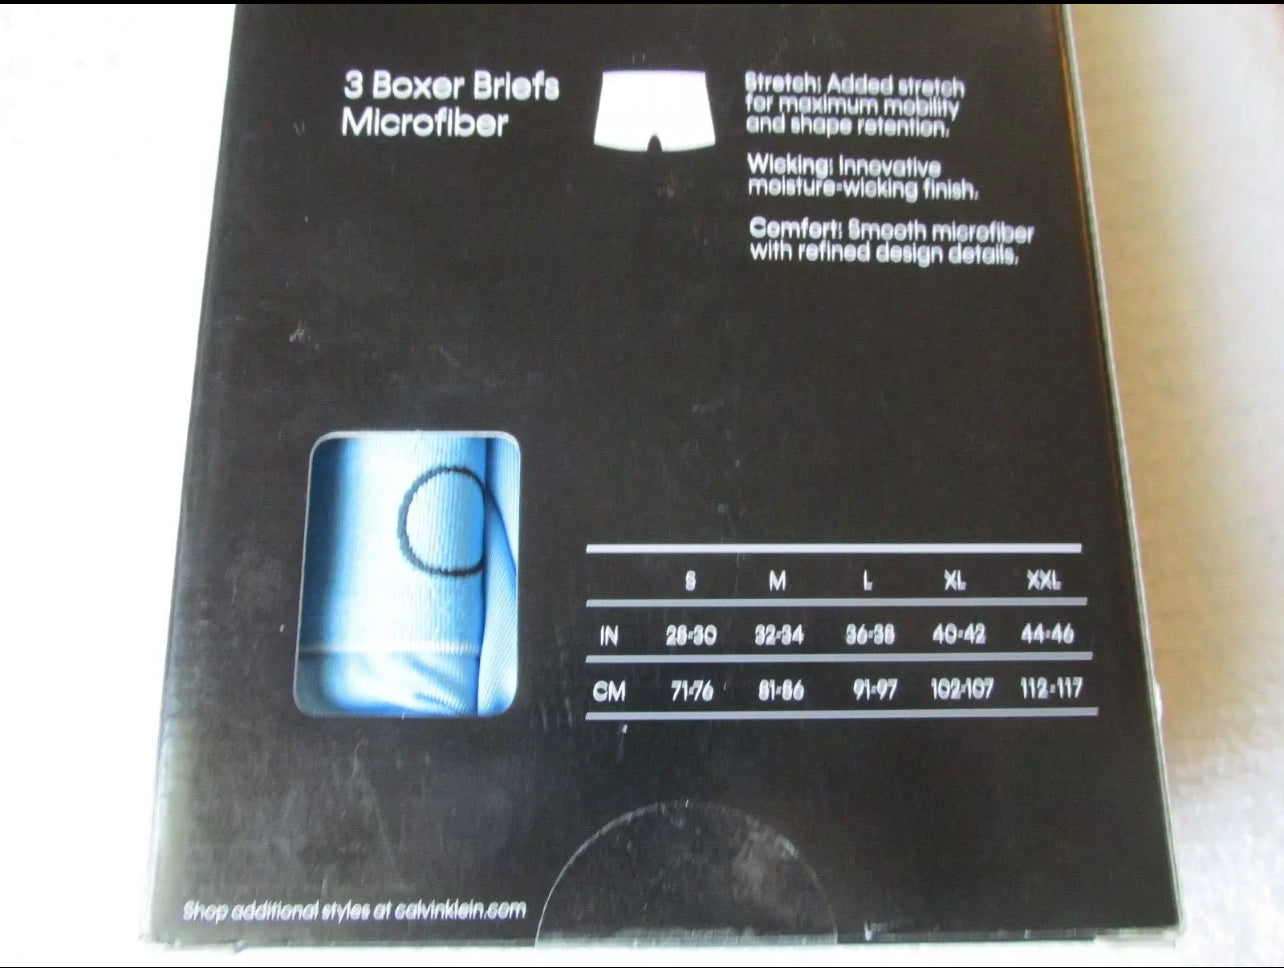 3 Boxer Briefs
Microfiber
Stretch: Added stretch
for maximum mobility
and shape retention.
Wicking: Innovative
moisture-wicking finish.
Comfort: Smooth microfiber
with refined design details.
S M L XL XXL
IN 28-30 32-34 36-38 40-42 44-46
CM 71-76 81-86 91-97 102-107 112-117
Shop additional styles at calvinklein.com